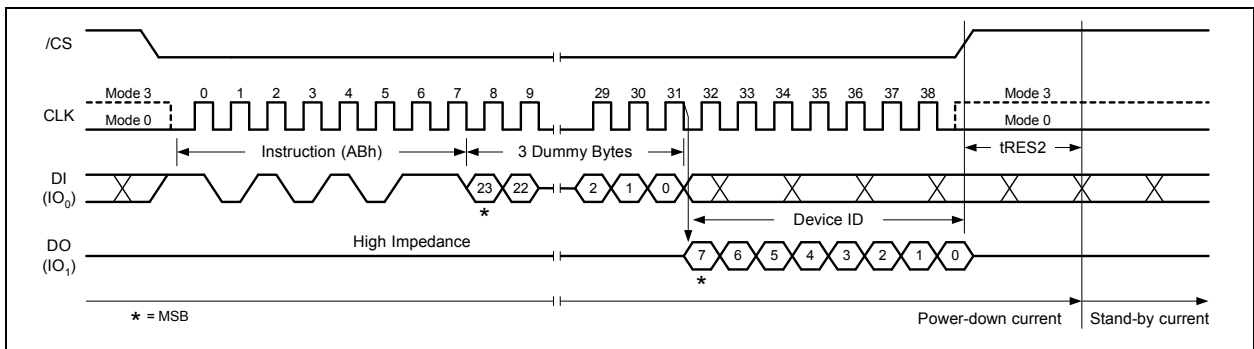 /CS
Mode 3 0 1 2 3 4 5 6 7 8 9 29 30 31 32 33 34 35 36 37 38 Mode 3
CLK
Mode 0 Mode 0
Instruction (ABh) 3 Dummy Bytes tRES2
DI
(IO0)
23 22 2 1 0
*
Device ID
High Impedance
DO
(IO1)
7 6 5 4 3 2 1 0
*
* = MSB
Power-down current Stand-by current